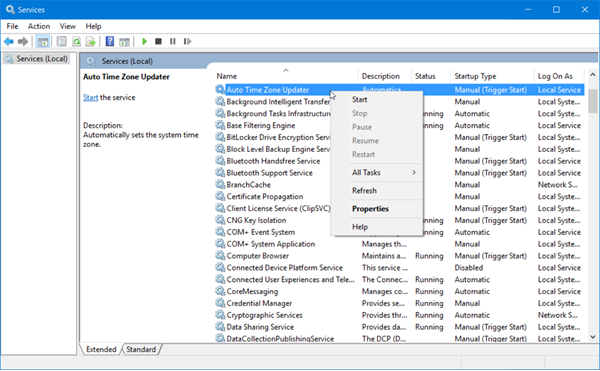 Services
File Action View Help
Services (Local)
Services (Local)
Auto Time Zone Updater
Start the service
Description:
Automatically sets the system time
zone.
Name Description Status Startup Type Log On As
Auto Time Zone Updater Automatica... Manual (Trigger Start) Local Service
Background Intelligent Transfer Manual Local Syste...
Background Tasks Infrastructure Running Automatic Local Syste...
Base Filtering Engine Running Automatic Local Service
BitLocker Drive Encryption Serv Manual (Trigger Start) Local Syste...
Block Level Backup Engine Serv Manual Local Syste...
Bluetooth Handsfree Service Manual (Trigger Start) Local Service
Bluetooth Support Service Manual (Trigger Start) Local Service
BranchCache Manual Network S...
Certificate Propagation Manual Local Syste...
Client License Service (ClipSVC) Manual (Trigger Start) Local Syste...
CNG Key Isolation Running Manual (Trigger Start) Local Syste...
COM+ Event System Running Automatic Local Service
COM+ System Application Manages th... Manual Local Syste...
Computer Browser Maintains a... Running Manual (Trigger Start) Local Syste...
Connected Device Platform Service This service ... Disabled Local Service
Connected User Experiences and Tele... The Connec... Running Automatic Local Syste...
CoreMessaging Manages co... Running Automatic Local Service
Credential Manager Provides se... Running Manual Local Syste...
Cryptographic Services Provides thr... Running Automatic Network S...
Data Sharing Service Provides da... Running Manual (Trigger Start) Local Syste...
DataCollectionPublishingService The DCP (D... Manual (Trigger Start) Local Syste...
Start
Stop
Pause
Resume
Restart
All Tasks
Refresh
Properties
Help
Extended Standard